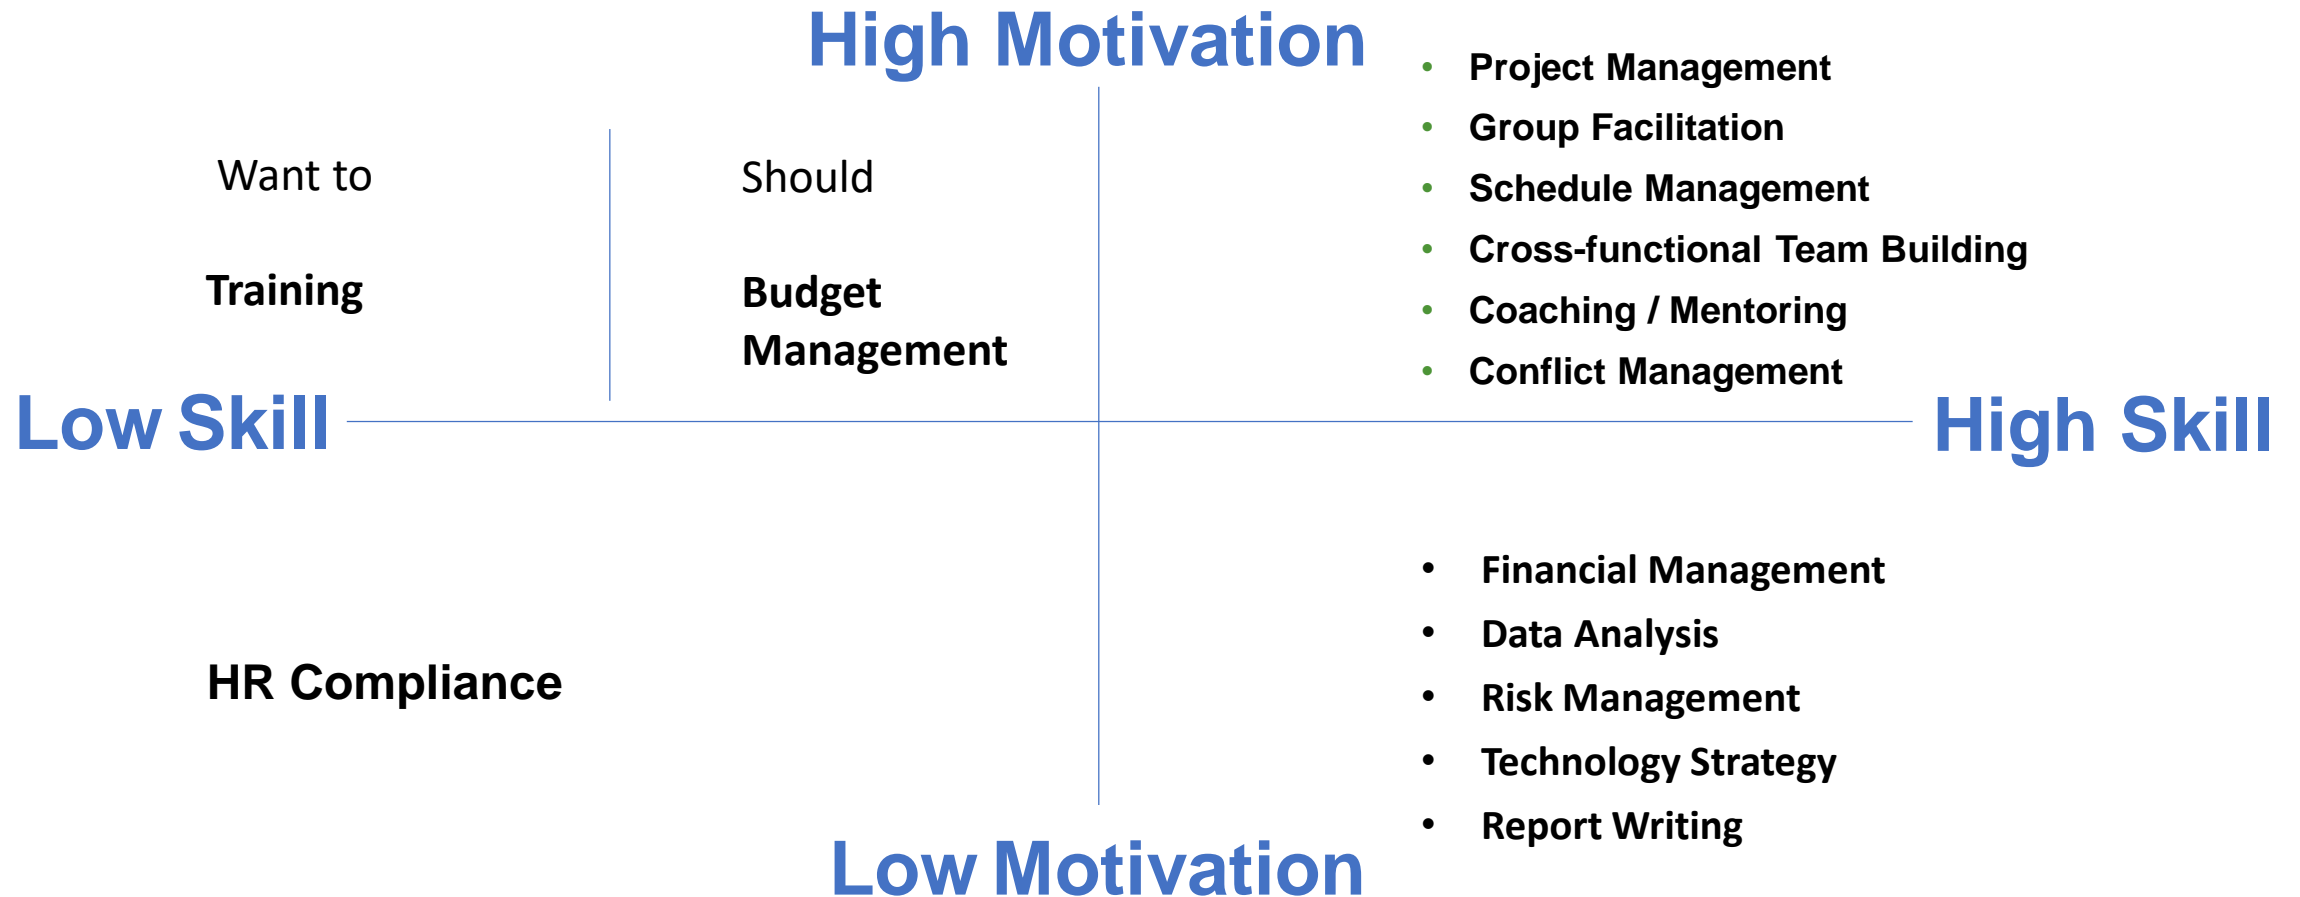 High Motivation
Want to
Should
Training
Budget
Management
• Project Management
• Group Facilitation
• Schedule Management
• Cross-functional Team Building
• Coaching / Mentoring
• Conflict Management
Low Skill
High Skill
HR Compliance
• Financial Management
• Data Analysis
• Risk Management
• Technology Strategy
• Report Writing
Low Motivation